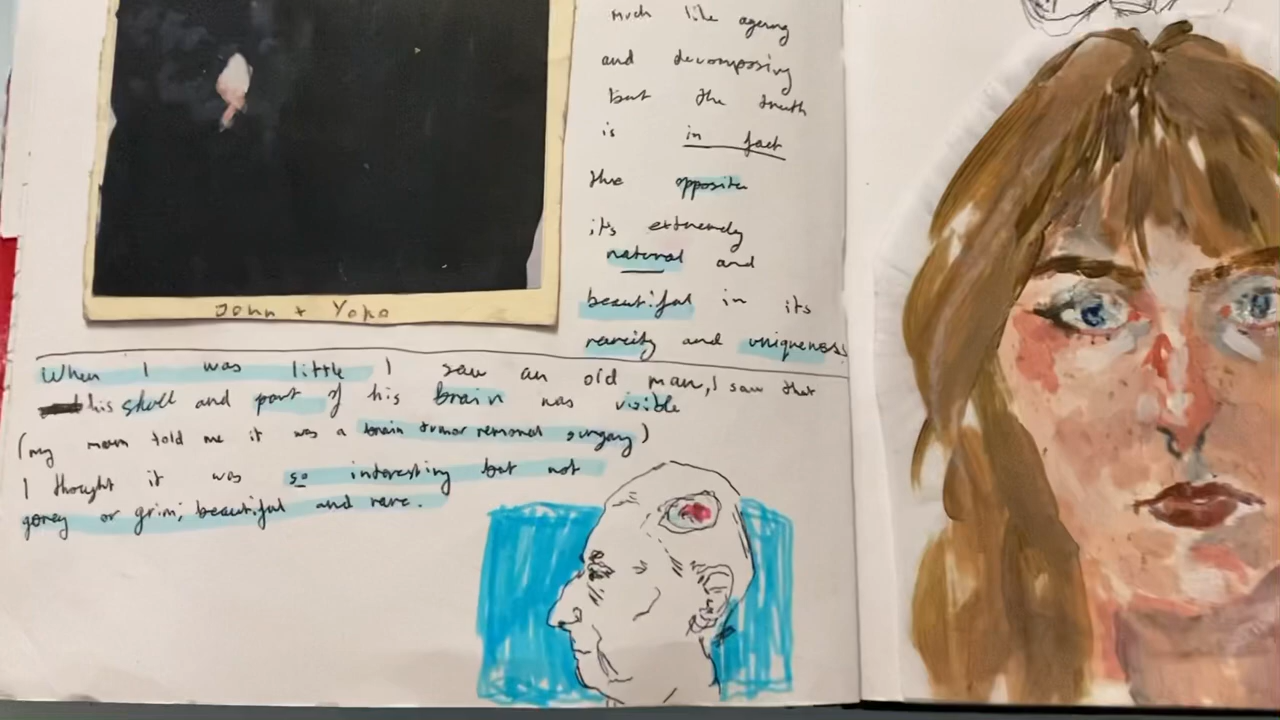 much like ageing
and decomposing
but the truth
is in fact
the opposite
it's extremely
natural and
beautiful in its
rarity and uniqueness
John + Yoko
When I was little I saw an old man, I saw that
his skull and part of his brain was visible
(my mom told me it was a brain tumor removal surgery)
I thought it was so interesting but not
gorey or grim; beautiful and rare.